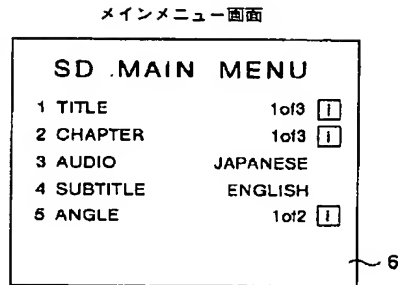 メインメニュー画面
SD .MAIN MENU
1 TITLE 1of3 i
2 CHAPTER 1of3 i
3 AUDIO JAPANESE
4 SUBTITLE ENGLISH
5 ANGLE 1of2 i
6